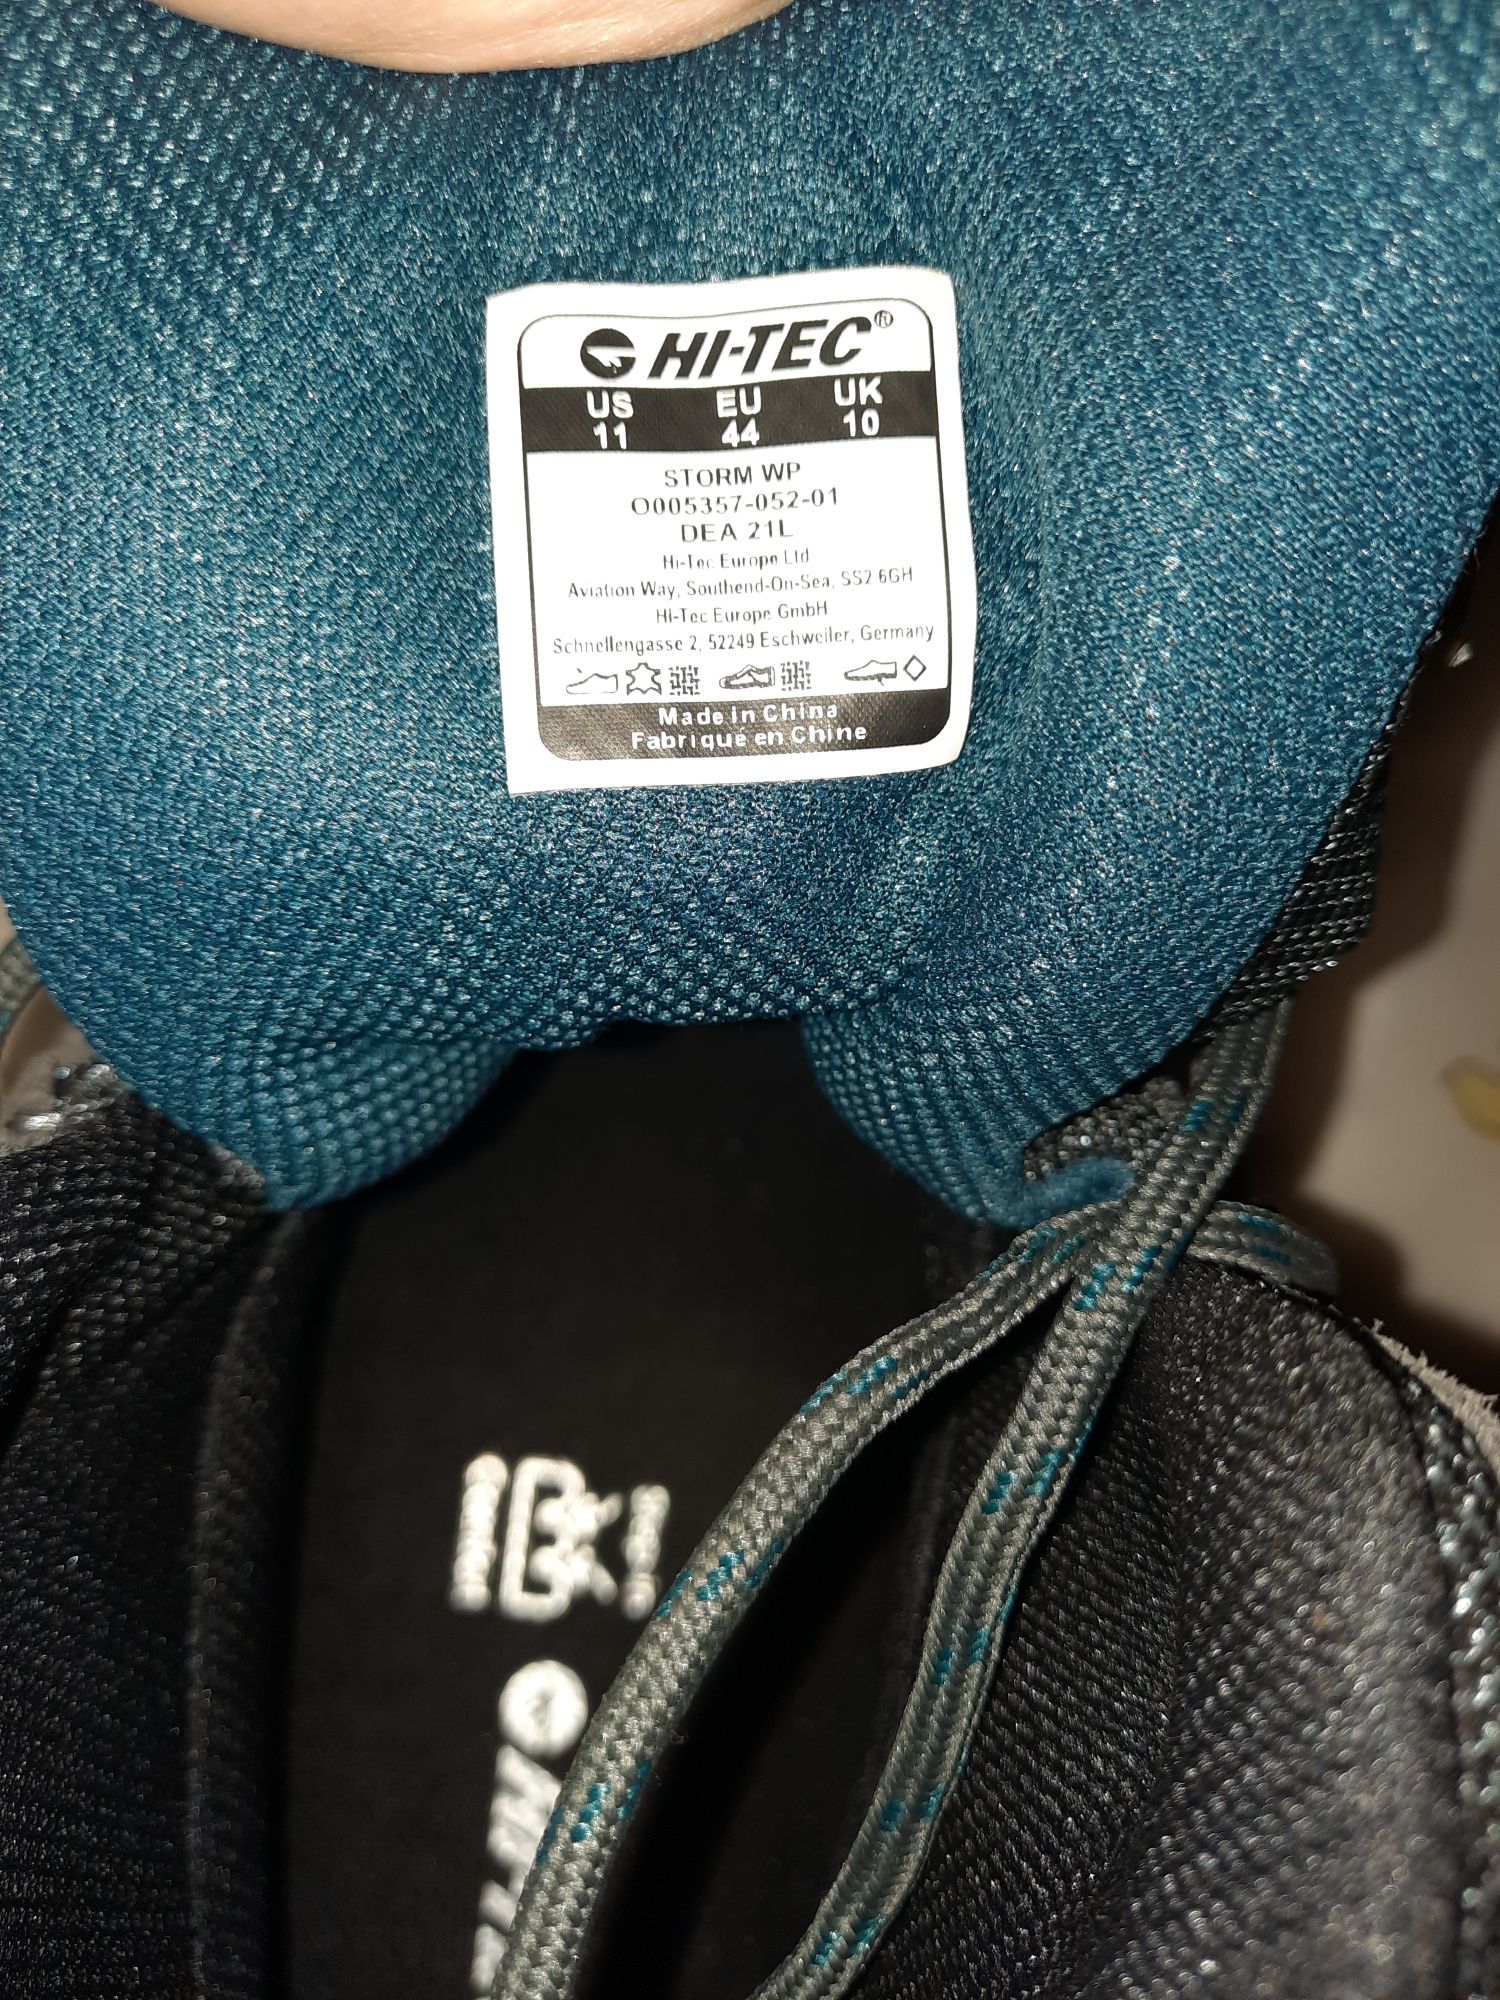 HI-TEC®
US EU UK
11 44 10
STORM WP
O005357-052-01
DEA 21L
Hi-Tec Europe Ltd
Aviation Way, Southend-On-Sea, SS2 6GH
Hi-Tec Europe GmbH
Schnellengasse 2, 52249 Eschweiler, Germany
Made in China
Fabrique en Chine